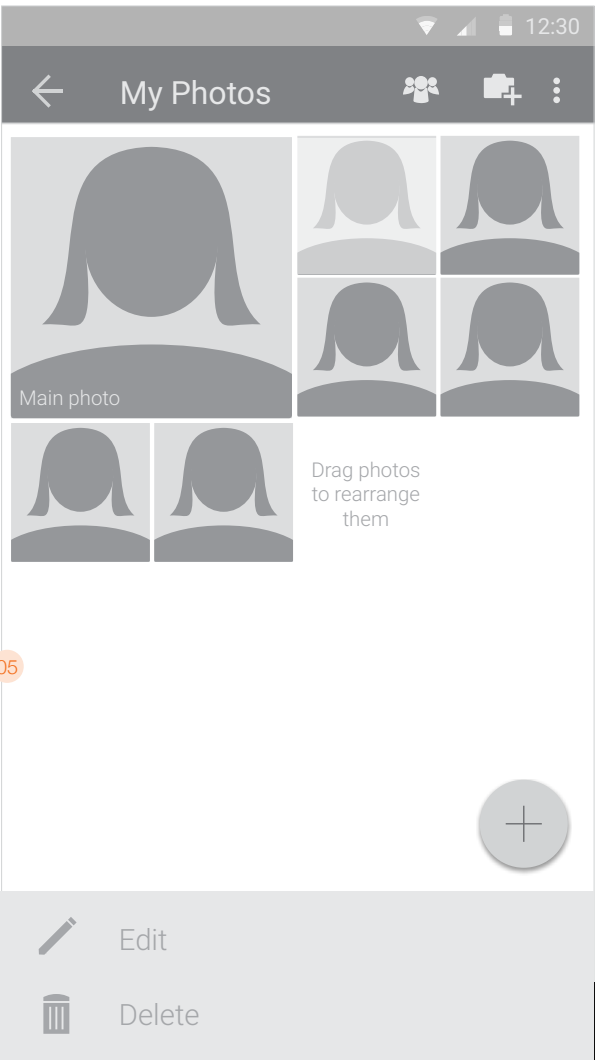 12:30
My Photos
Main photo
Drag photos
to rearrange
them
05
Edit
Delete